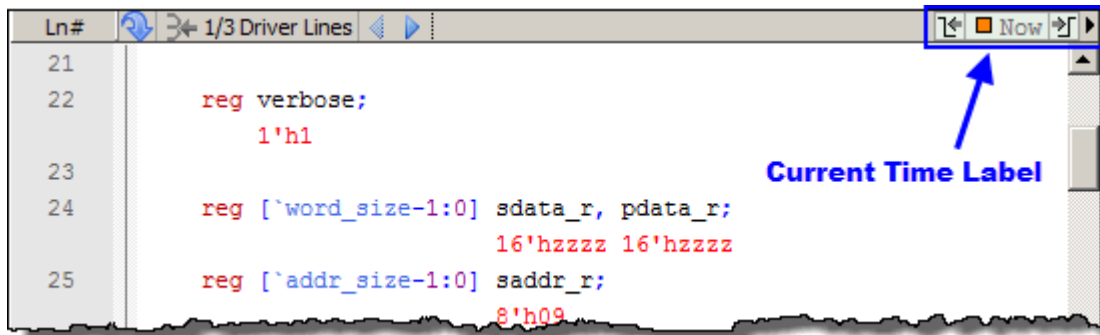 Ln# 1/3 Driver Lines Now
21
22 reg verbose;
1'h1
23
Current Time Label
24 reg [`word_size-1:0] sdata_r, pdata_r;
16'hzzzz 16'hzzzz
25 reg [`addr_size-1:0] saddr_r;
8'h09